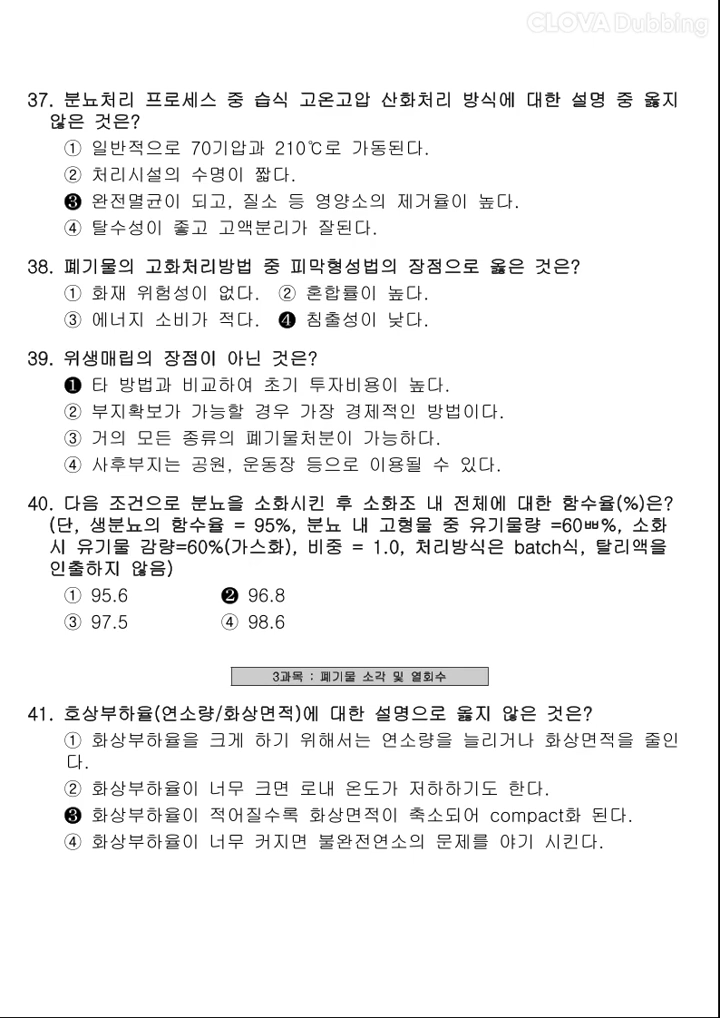 CLOVA Dubbing
37. 분뇨처리 프로세스 중 습식 고온고압 산화처리 방식에 대한 설명 중 옳지
않은 것은?
① 일반적으로 70기압과 210℃로 가동된다.
② 처리시설의 수명이 짧다.
❸ 완전멸균이 되고, 질소 등 영양소의 제거율이 높다.
④ 탈수성이 좋고 고액분리가 잘된다.
38. 폐기물의 고화처리방법 중 피막형성법의 장점으로 옳은 것은?
① 화재 위험성이 없다. ② 혼합률이 높다.
③ 에너지 소비가 적다. ❹ 침출성이 낮다.
39. 위생매립의 장점이 아닌 것은?
❶ 타 방법과 비교하여 초기 투자비용이 높다.
② 부지확보가 가능할 경우 가장 경제적인 방법이다.
③ 거의 모든 종류의 폐기물처분이 가능하다.
④ 사후부지는 공원, 운동장 등으로 이용될 수 있다.
40. 다음 조건으로 분뇨을 소화시킨 후 소화조 내 전체에 대한 함수율(%)은?
(단, 생분뇨의 함수율 = 95%, 분뇨 내 고형물 중 유기물량 =60ㅃ%, 소화
시 유기물 감량=60%(가스화), 비중 = 1.0, 처리방식은 batch식, 탈리액을
인출하지 않음)
① 95.6 ❷ 96.8
③ 97.5 ④ 98.6
3과목 : 폐기물 소각 및 열회수
41. 호상부하율(연소량/화상면적)에 대한 설명으로 옳지 않은 것은?
① 화상부하율을 크게 하기 위해서는 연소량을 늘리거나 화상면적을 줄인
다.
② 화상부하율이 너무 크면 로내 온도가 저하하기도 한다.
❸ 화상부하율이 적어질수록 화상면적이 축소되어 compact화 된다.
④ 화상부하율이 너무 커지면 불완전연소의 문제를 야기 시킨다.